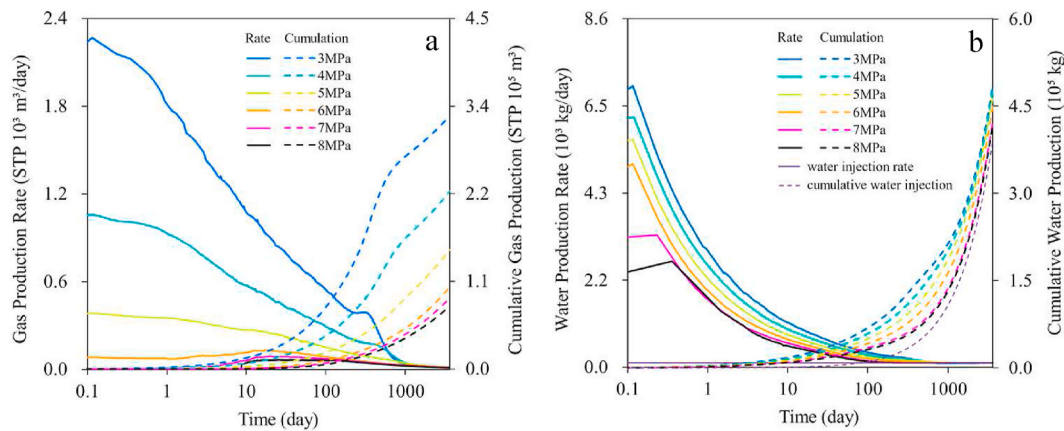 a
Gas Production Rate (STP 10³ m³/day)
2.4
1.8
1.2
0.6
0.0
Rate Cumulation
3MPa
4MPa
5MPa
6MPa
7MPa
8MPa
4.5
3.4
2.2
1.1
0.0
Cumulative Gas Production (STP 10⁵ m³)
0.1 1 10 100 1000
Time (day)
b
Water Production Rate (10³ kg/day)
8.6
6.5
4.3
2.2
0.0
Rate Cumulation
3MPa
4MPa
5MPa
6MPa
7MPa
8MPa
water injection rate
cumulative water injection
6.0
4.5
3.0
1.5
0.0
Cumulative Water Production (10⁵ kg)
0.1 1 10 100 1000
Time (day)